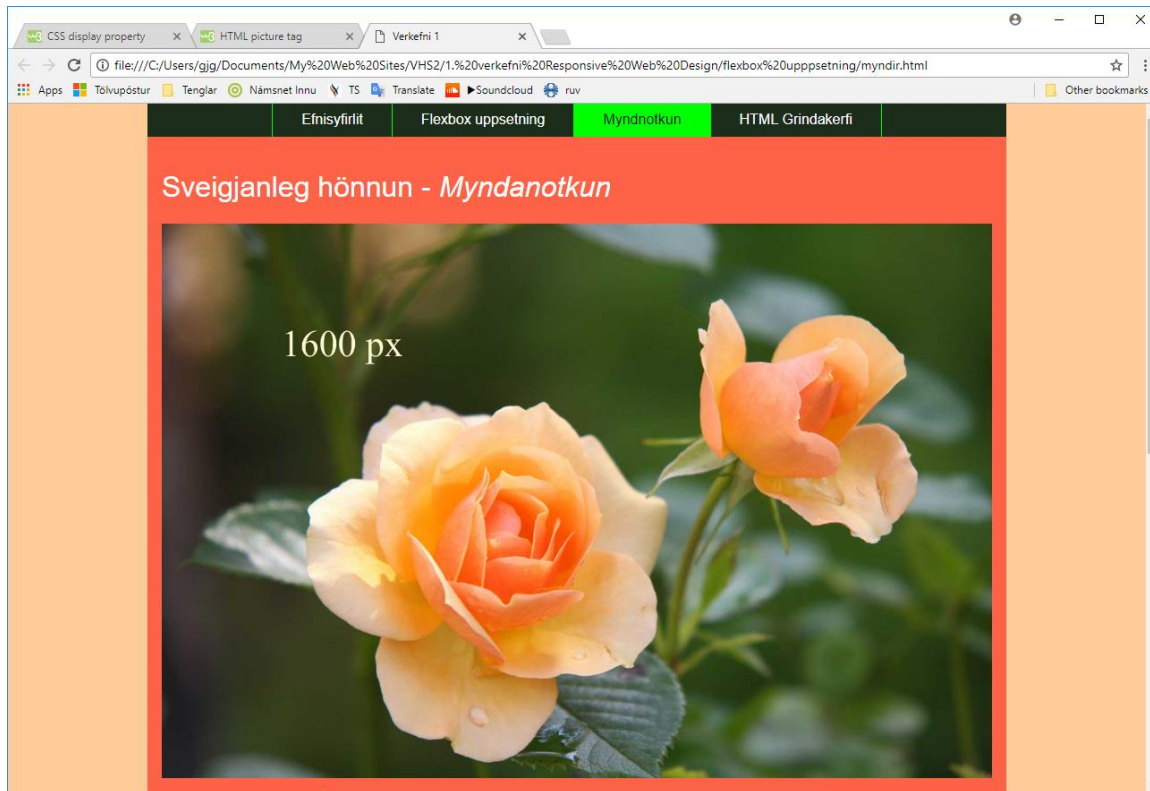 CSS display property
HTML picture tag
Verkefni 1
file:///C:/Users/gjg/Documents/My%20Web%20Sites/VHS2/1.%20verkefni%20Responsive%20Web%20Design/flexbox%20upppsetning/myndir.html
Apps Tölvupóstur Tenglar Námsnet Innu TS Translate ►Soundcloud ruv Other bookmarks
Efnisyfirlit Flexbox uppsetning Myndnotkun HTML Grindakerfi
Sveigjanleg hönnun - Myndanotkun
1600 px